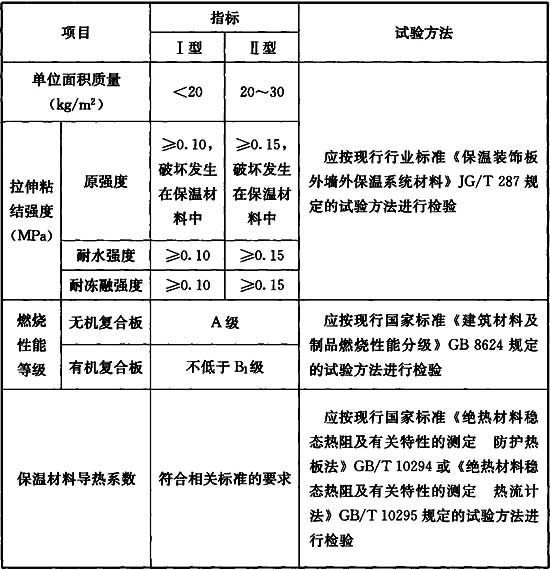 项目
指标
试验方法
Ⅰ型
Ⅱ型
单位面积质量
（kg/m²）
＜20
20～30
应按现行行业标准《保温装饰板
外墙外保温系统材料》JG/T 287 规
定的试验方法进行检验
拉伸粘
结强度
（MPa）
原强度
≥0.10，
破坏发生
在保温材
料中
≥0.15，
破坏发生
在保温材
料中
耐水强度
≥0.10
≥0.15
耐冻融强度
≥0.10
≥0.15
燃烧
性能
等级
无机复合板
A 级
有机复合板
不低于 B₁级
应按现行国家标准《建筑材料及
制品燃烧性能分级》GB 8624 规定
的试验方法进行检验
保温材料导热系数
符合相关标准的要求
应按现行国家标准《绝热材料稳
态热阻及有关特性的测定　防护热
板法》GB/T 10294 或《绝热材料稳
态热阻及有关特性的测定　热流计
法》GB/T 10295 规定的试验方法进
行检验